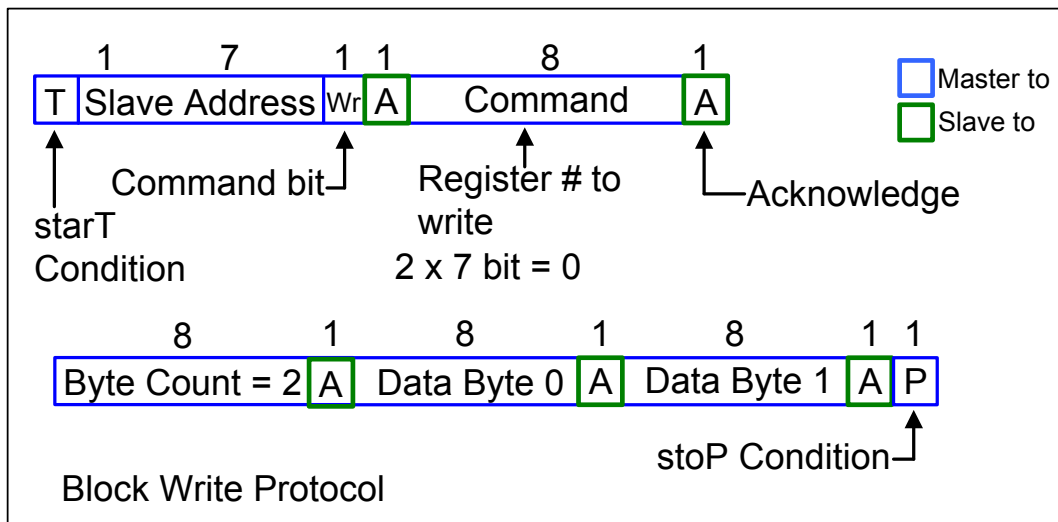 1 7 1 1 8 1
T Slave Address Wr A Command A
Master to
Slave to
Command bit
Register # to
write
2 x 7 bit = 0
Acknowledge
starT
Condition
8 1 8 1 8 1 1
Byte Count = 2 A Data Byte 0 A Data Byte 1 A P
stoP Condition
Block Write Protocol